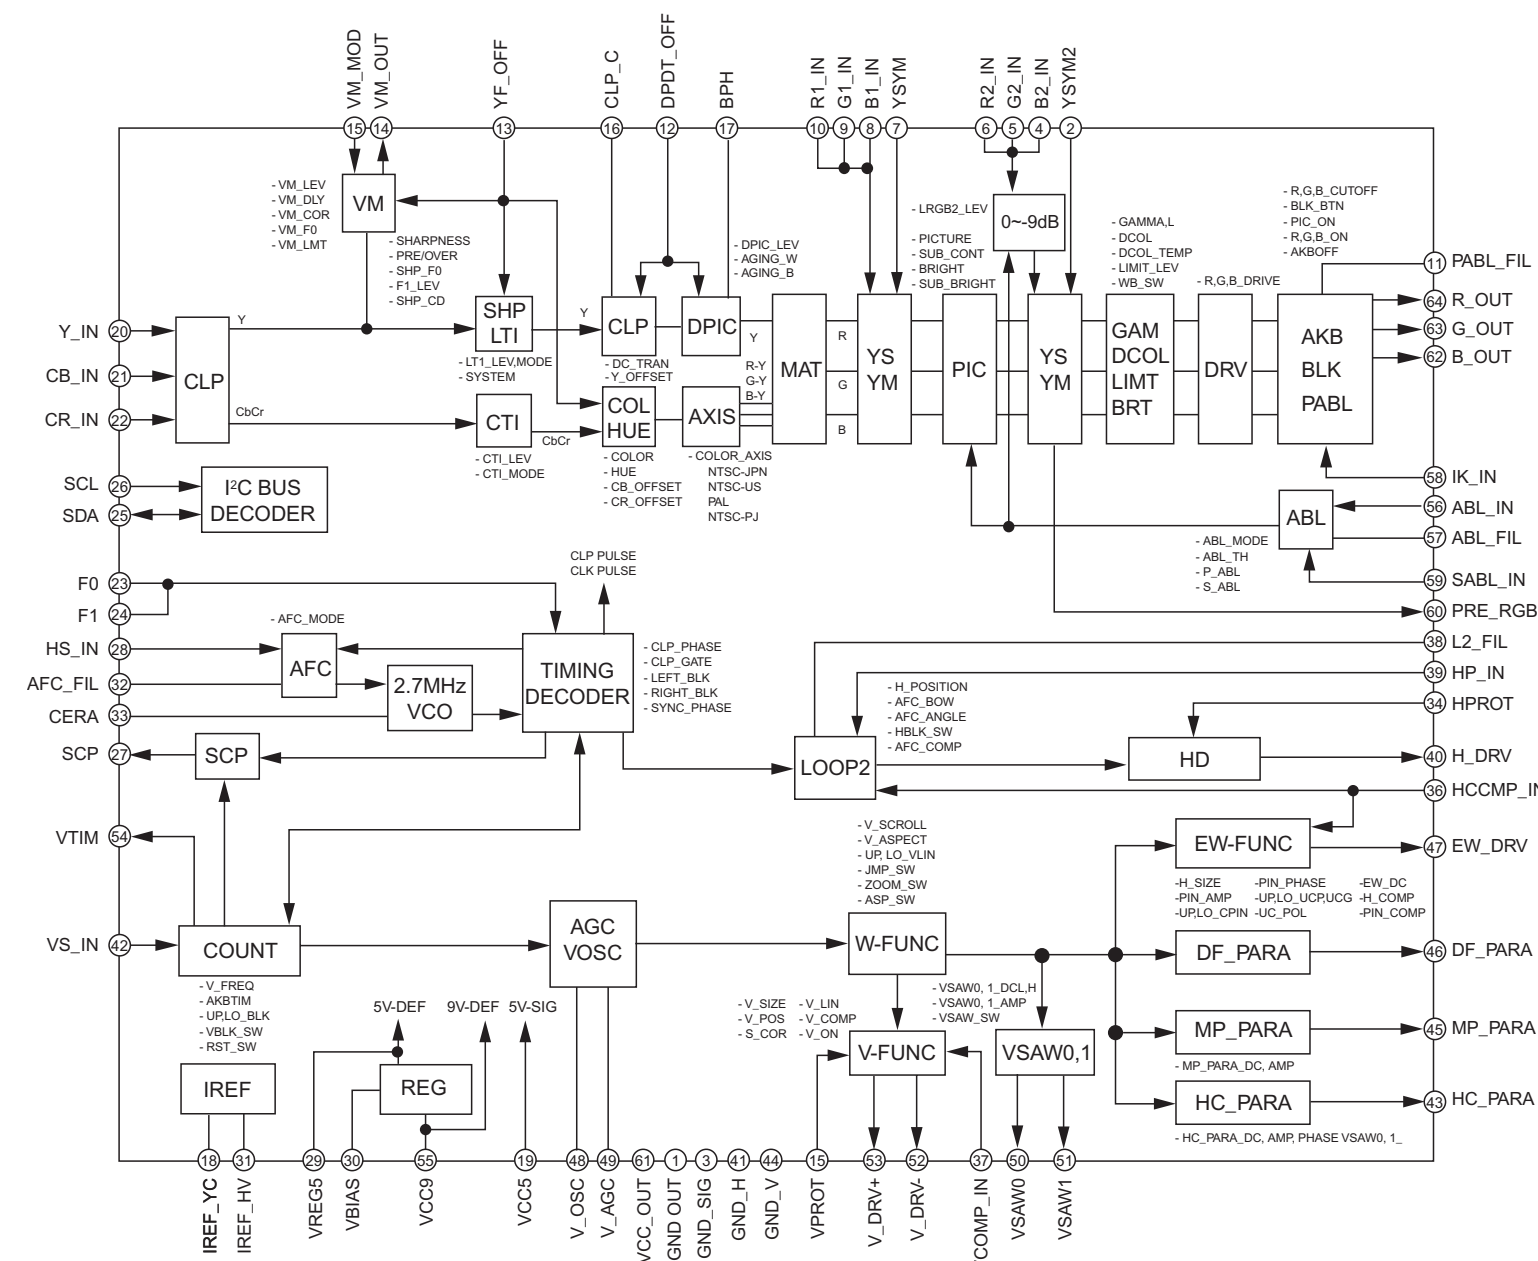 VM_MOD
VM_OUT
YF_OFF
CLP_C
DPDT_OFF
BPH
R1_IN
G1_IN
B1_IN
YSYM
R2_IN
G2_IN
B2_IN
YSYM2
15
14
13
16
12
17
10
9
8
7
6
5
4
2
- VM_LEV
- VM_DLY
- VM_COR
- VM_F0
- VM_LMT
VM
- SHARPNESS
- PRE/OVER
- SHP_F0
- F1_LEV
- SHP_CD
- DPIC_LEV
- AGING_W
- AGING_B
- LRGB2_LEV
0~-9dB
- PICTURE
- SUB_CONT
- BRIGHT
- SUB_BRIGHT
- GAMMA,L
- DCOL
- DCOL_TEMP
- LIMIT_LEV
- WB_SW
- R,G,B_DRIVE
- R,G,B_CUTOFF
- BLK_BTN
- PIC_ON
- R,G,B_ON
- AKBOFF
11 PABL_FIL
64 R_OUT
63 G_OUT
62 B_OUT
Y_IN 20
CB_IN 21
CR_IN 22
CLP
Y
CbCr
SHP
LTI
- LT1_LEV,MODE
- SYSTEM
CTI
- CTI_LEV
- CTI_MODE
Y
CbCr
CLP
- DC_TRAN
- Y_OFFSET
COL
HUE
- COLOR
- HUE
- CB_OFFSET
- CR_OFFSET
DPIC
AXIS
- COLOR_AXIS
NTSC-JPN
NTSC-US
PAL
NTSC-PJ
Y
R-Y
G-Y
B-Y
MAT
R
G
B
YS
YM
PIC
YS
YM
GAM
DCOL
LIMT
BRT
DRV
AKB
BLK
PABL
SCL 26
SDA 25
I²C BUS
DECODER
58 IK_IN
56 ABL_IN
57 ABL_FIL
ABL
- ABL_MODE
- ABL_TH
- P_ABL
- S_ABL
59 SABL_IN
60 PRE_RGB
38 L2_FIL
39 HP_IN
34 HPROT
40 H_DRV
F0 23
F1 24
HS_IN 28
AFC_FIL 32
CERA 33
SCP 27
- AFC_MODE
AFC
2.7MHz
VCO
SCP
CLP PULSE
CLK PULSE
TIMING
DECODER
- CLP_PHASE
- CLP_GATE
- LEFT_BLK
- RIGHT_BLK
- SYNC_PHASE
- H_POSITION
- AFC_BOW
- AFC_ANGLE
- HBLK_SW
- AFC_COMP
LOOP2
HD
36 HCCMP_IN
VTIM 54
VS_IN 42
COUNT
- V_FREQ
- AKBTIM
- UP,LO_BLK
- VBLK_SW
- RST_SW
AGC
VOSC
- V_SCROLL
- V_ASPECT
- UP, LO_VLIN
- JMP_SW
- ZOOM_SW
- ASP_SW
W-FUNC
EW-FUNC
47 EW_DRV
-H_SIZE -PIN_PHASE -EW_DC
-PIN_AMP -UP,LO_UCP,UCG -H_COMP
-UP,LO_CPIN -UC_POL -PIN_COMP
DF_PARA
46 DF_PARA
MP_PARA
45 MP_PARA
- MP_PARA_DC, AMP
HC_PARA
43 HC_PARA
- HC_PARA_DC, AMP, PHASE VSAW0, 1_
- VSAW0, 1_DCL,H
- VSAW0, 1_AMP
- VSAW_SW
- V_SIZE - V_LIN
- V_POS - V_COMP
- S_COR - V_ON
V-FUNC
VSAW0,1
5V-DEF
9V-DEF
5V-SIG
IREF
REG
18
31
29
30
55
19
48
49
61
1
3
41
44
15
53
52
37
50
51
IREF_YC
IREF_HV
VREG5
VBIAS
VCC9
VCC5
V_OSC
V_AGC
VCC_OUT
GND OUT
GND_SIG
GND_H
GND_V
VPROT
V_DRV+
V_DRV-
COMP_IN
VSAW0
VSAW1